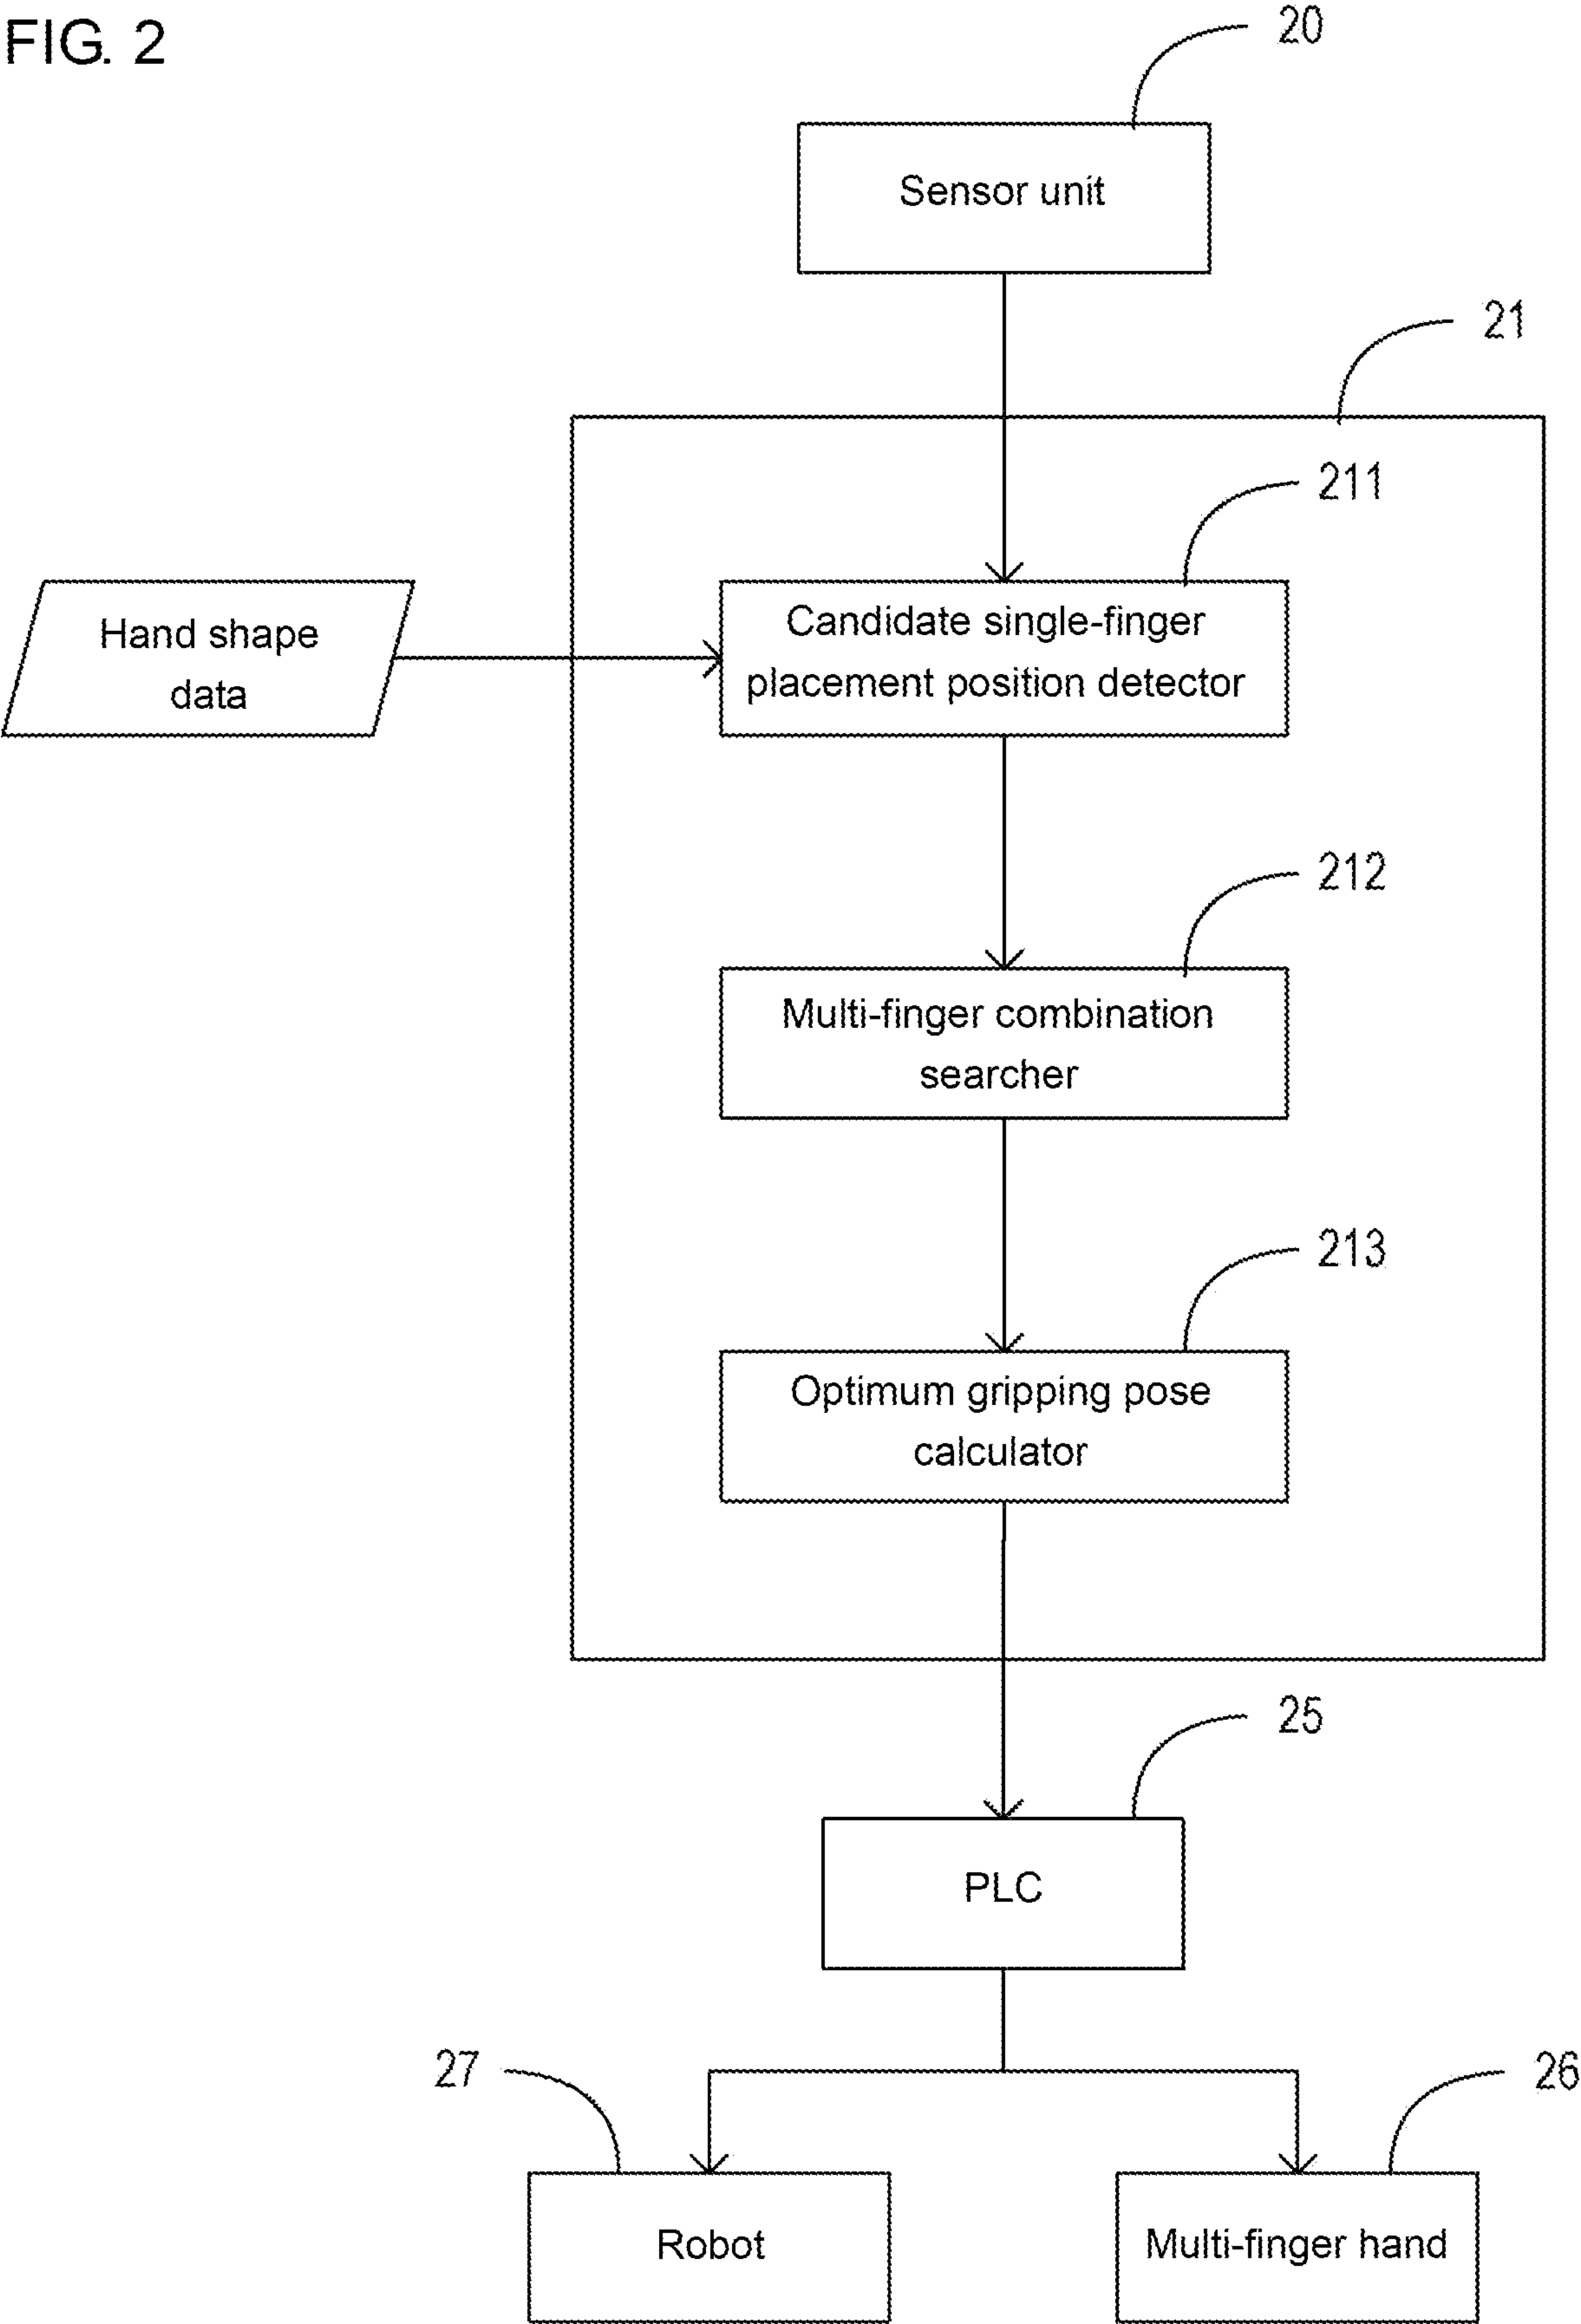 FIG. 2
20
Sensor unit
21
211
Candidate single-finger
placement position detector
Hand shape
data
212
Multi-finger combination
searcher
213
Optimum gripping pose
calculator
25
PLC
27
26
Robot
Multi-finger hand